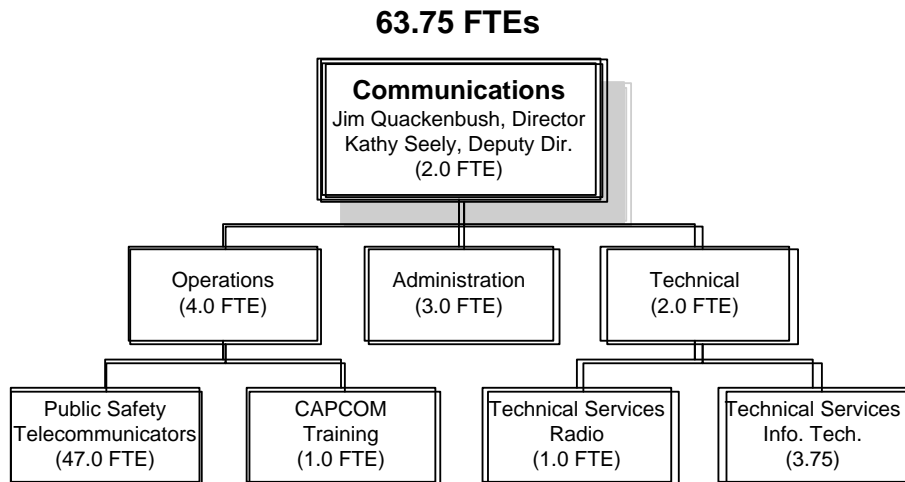 63.75 FTEs
Communications
Jim Quackenbush, Director
Kathy Seely, Deputy Dir.
(2.0 FTE)
Operations
(4.0 FTE)
Administration
(3.0 FTE)
Technical
(2.0 FTE)
Public Safety
Telecommunicators
(47.0 FTE)
CAPCOM
Training
(1.0 FTE)
Technical Services
Radio
(1.0 FTE)
Technical Services
Info. Tech.
(3.75)